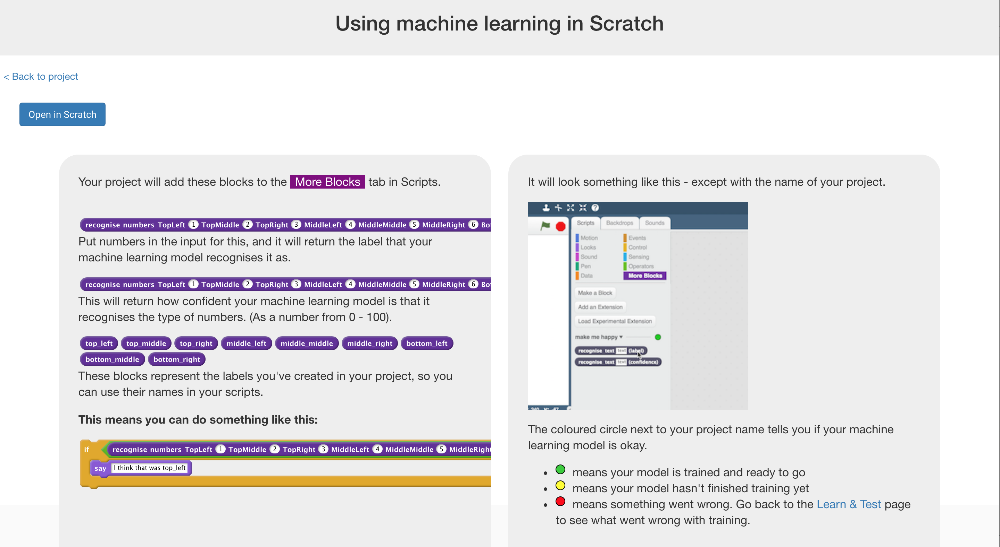 Using machine learning in Scratch
< Back to project
Open in Scratch
Your project will add these blocks to the More Blocks tab in Scripts.
recognise numbers TopLeft 1 TopMiddle 2 TopRight 3 MiddleLeft 4 MiddleMiddle 5 MiddleRight 6
Put numbers in the input for this, and it will return the label that your
machine learning model recognises it as.
recognise numbers TopLeft 1 TopMiddle 2 TopRight 3 MiddleLeft 4 MiddleMiddle 5 MiddleRight 6
This will return how confident your machine learning model is that it
recognises the type of numbers. (As a number from 0 - 100).
top_left top_middle top_right middle_left middle_middle middle_right bottom_left
bottom_middle bottom_right
These blocks represent the labels you've created in your project, so you
can use their names in your scripts.
This means you can do something like this:
if recognise numbers TopLeft 1 TopMiddle 2 TopRight 3 MiddleLeft 4 MiddleMiddle 5 MiddleRight
say I think that was top_left
It will look something like this - except with the name of your project.
?
Scripts Backdrops Sounds
Motion Events
Looks Control
Sound Sensing
Pen Operators
Data More Blocks
Make a Block
Add an Extension
Load Experimental Extension
make me happy
recognise text text (label)
recognise text text (confidence)
The coloured circle next to your project name tells you if your machine
learning model is okay.
• means your model is trained and ready to go
• means your model hasn't finished training yet
• means something went wrong. Go back to the Learn & Test page
to see what went wrong with training.